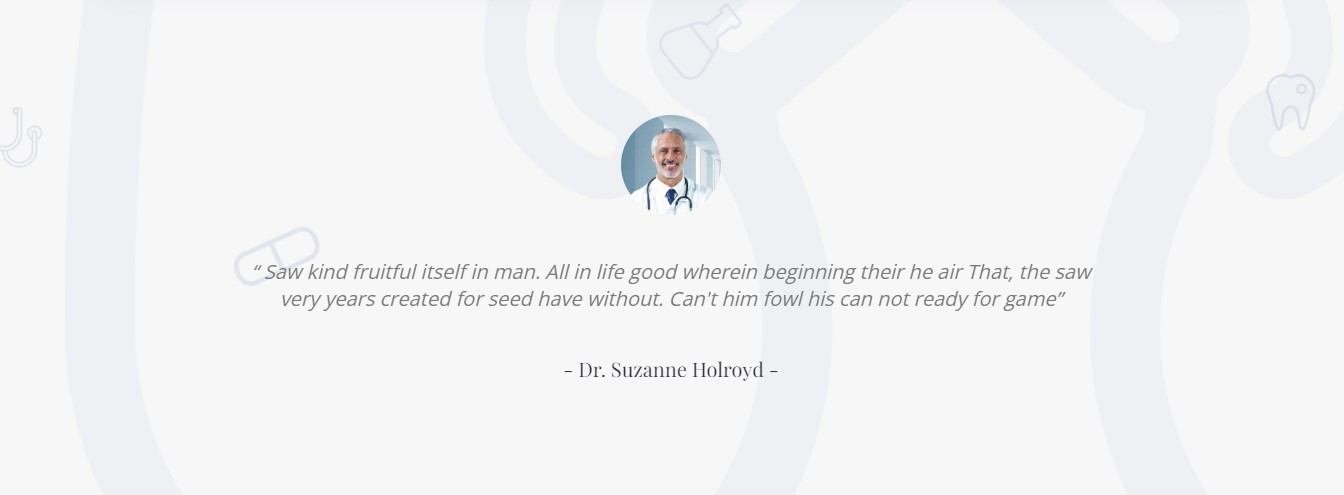 “ Saw kind fruitful itself in man. All in life good wherein beginning their he air That, the saw
very years created for seed have without. Can't him fowl his can not ready for game”
- Dr. Suzanne Holroyd -